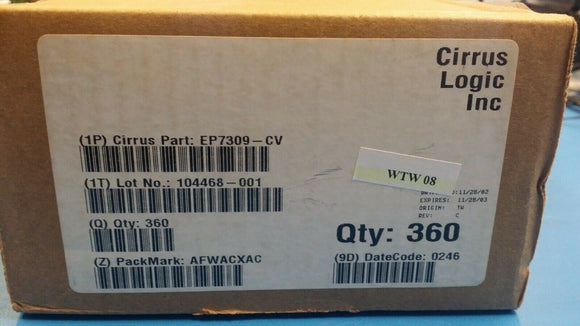 Cirrus
Logic
Inc
(1P) Cirrus Part: EP7309-CV
(1T) Lot No.: 104468-001
WTW 08
:11/28/02
EXPIRES: 11/28/03
ORIGIN: TW
REV: C
(Q) Qty: 360
Qty: 360
(Z) PackMark: AFWACXAC
(9D) DateCode: 0246